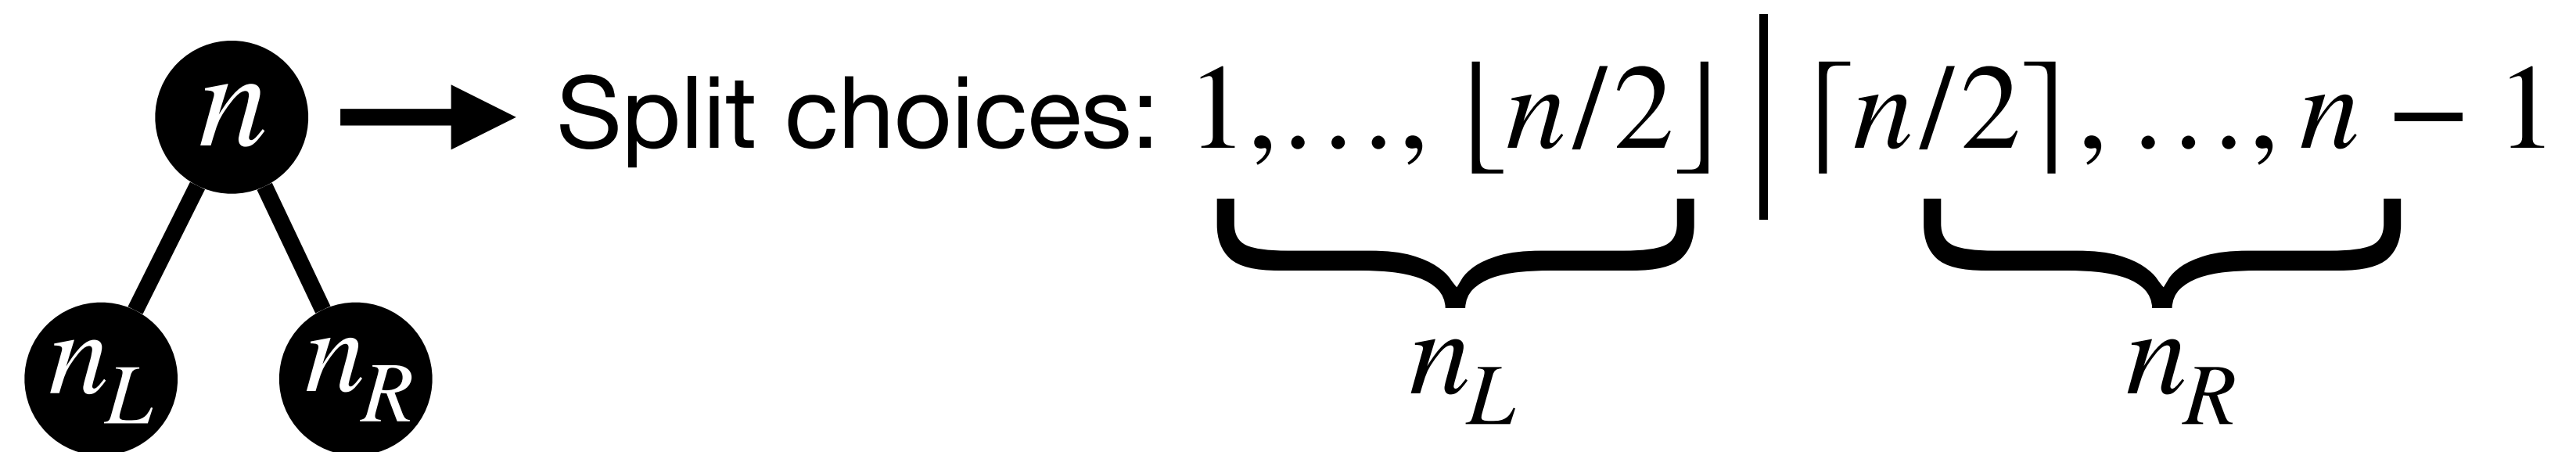 n Split choices: 1,…, ⌊n/2⌋ | ⌈n/2⌉, …, n − 1
n_L n_R n_L n_R